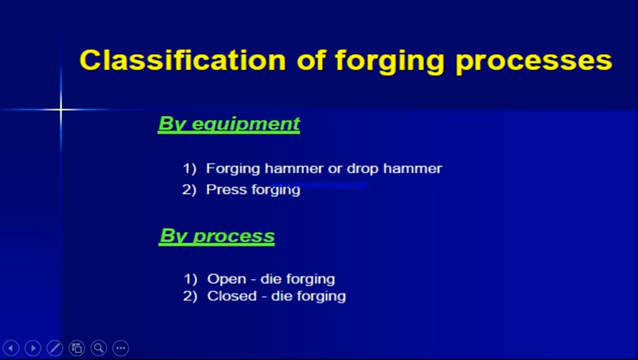 Classification of forging processes
By equipment
1) Forging hammer or drop hammer
2) Press forging
By process
1) Open - die forging
2) Closed - die forging